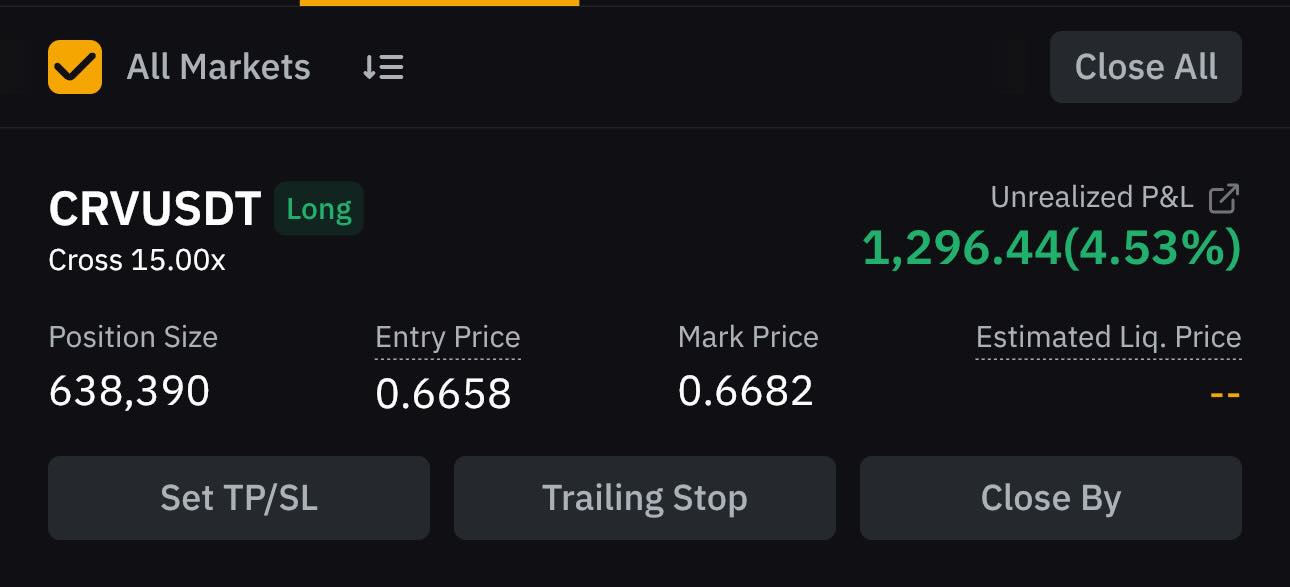 All Markets
Close All
CRVUSDT Long
Unrealized P&L
Cross 15.00x
1,296.44(4.53%)
Position Size
Entry Price
Mark Price
Estimated Liq. Price
638,390
0.6658
0.6682
--
Set TP/SL
Trailing Stop
Close By